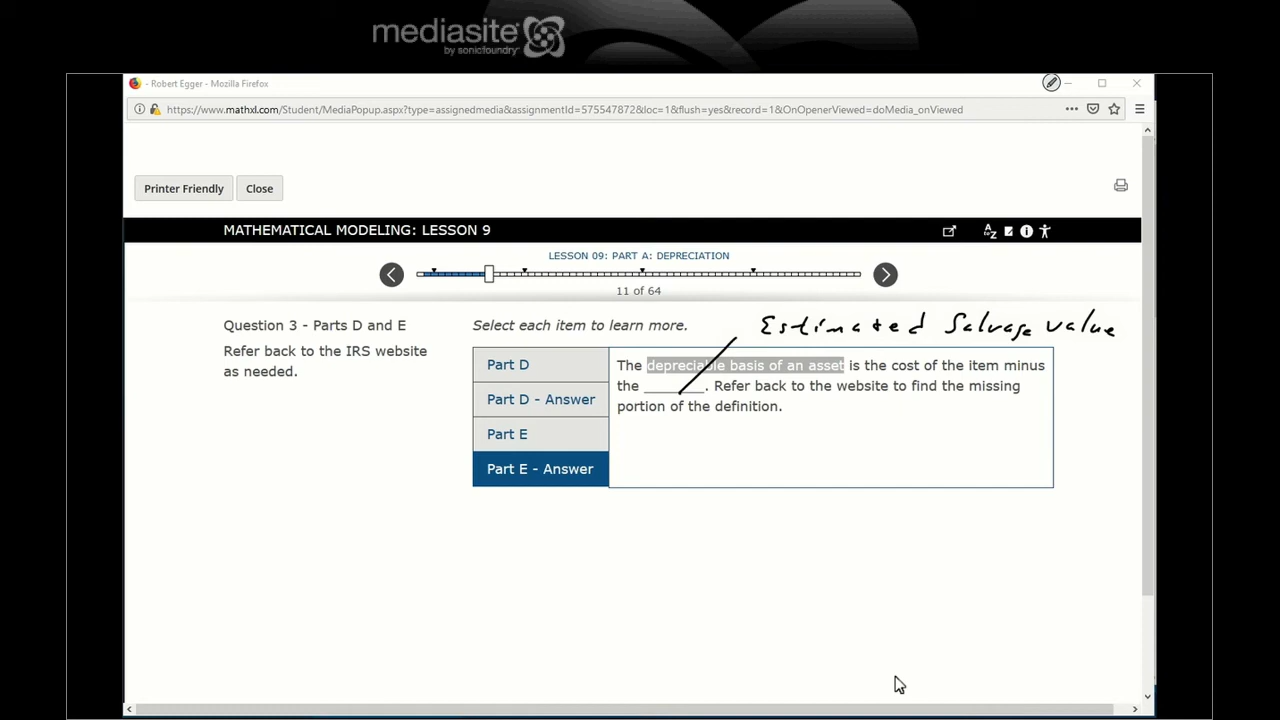 mediasite
by sonicfoundry
- Robert Egger - Mozilla Firefox
https://www.mathxl.com/Student/MediaPopup.aspx?type=assignedmedia&assignmentId=575547872&loc=1&flush=yes&record=1&OnOpenerViewed=doMedia_onViewed
Printer Friendly Close
MATHEMATICAL MODELING: LESSON 9
LESSON 09: PART A: DEPRECIATION
11 of 64
Question 3 - Parts D and E
Refer back to the IRS website
as needed.
Select each item to learn more.
Estimated Salvage value
Part D
Part D - Answer
Part E
Part E - Answer
The depreciable basis of an asset is the cost of the item minus
the ________. Refer back to the website to find the missing
portion of the definition.